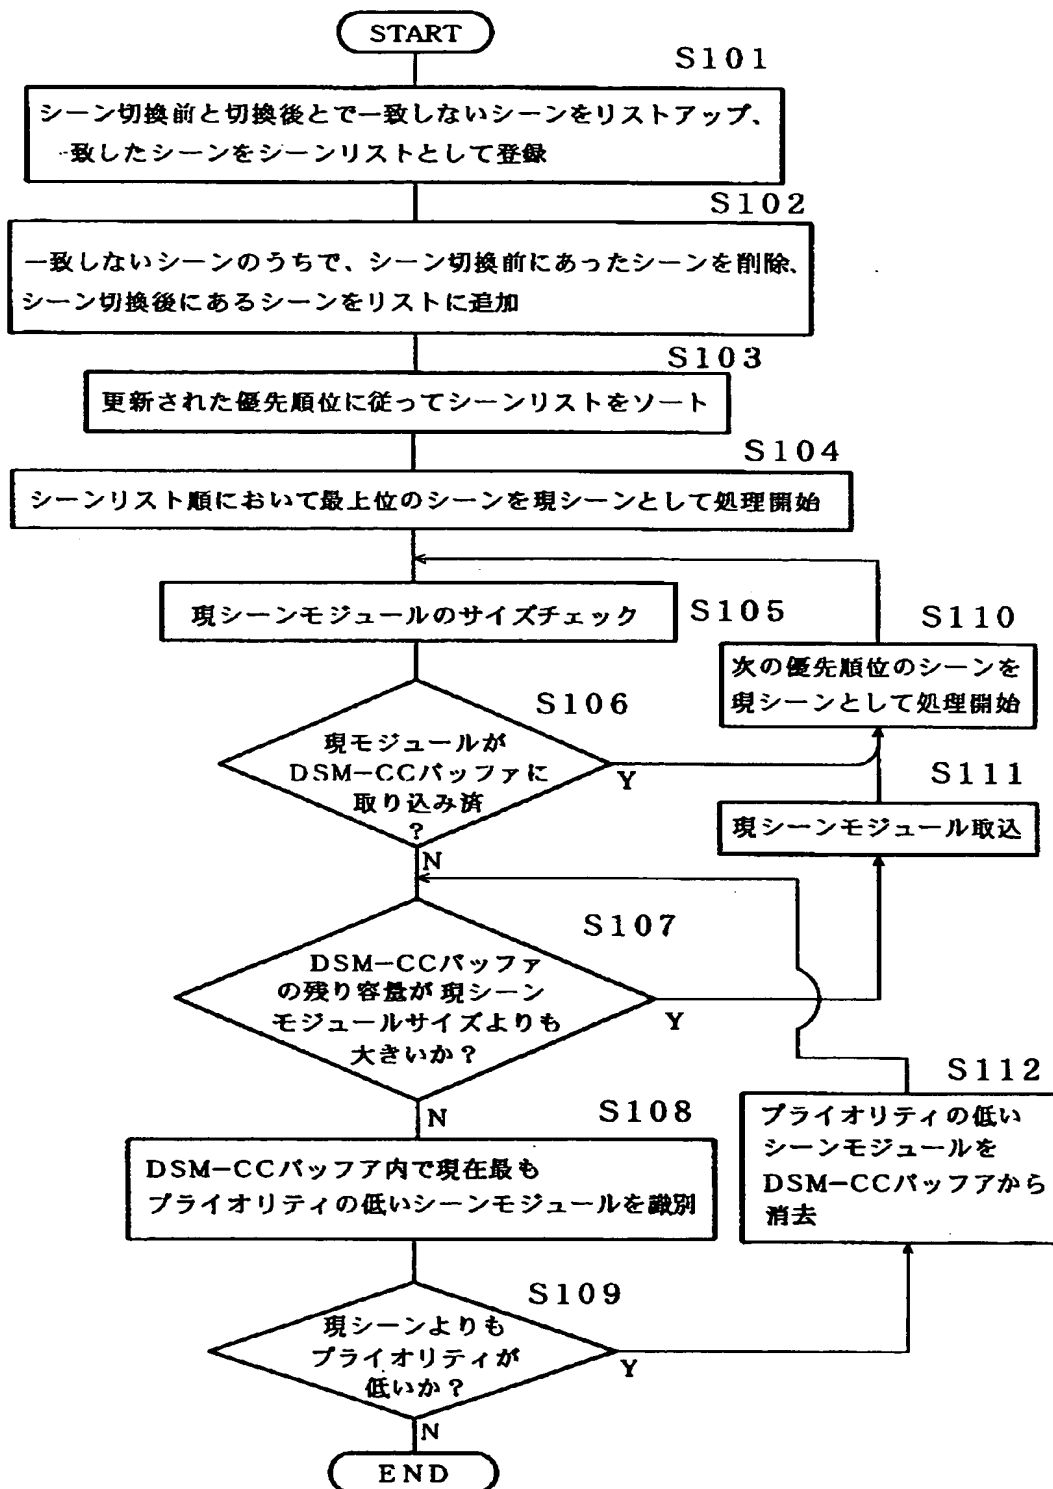 START
S101
シーン切換前と切換後とで一致しないシーンをリストアップ、
一致したシーンをシーンリストとして登録
S102
一致しないシーンのうちで、シーン切換前にあったシーンを削除、
シーン切換後にあるシーンをリストに追加
S103
更新された優先順位に従ってシーンリストをソート
S104
シーンリスト順において最上位のシーンを現シーンとして処理開始
現シーンモジュールのサイズチェック
S105
S110
次の優先順位のシーンを
現シーンとして処理開始
S106
現モジュールが
DSM-CCバッファに
取り込み済
?
Y
N
S111
現シーンモジュール取込
S107
DSM-CCバッファ
の残り容量が現シーン
モジュールサイズよりも
大きいか?
Y
N
S108
DSM-CCバッフア内で現在最も
プライオリティの低いシーンモジュールを識別
S112
プライオリティの低い
シーンモジュールを
DSM-CCバッフアから
消去
S109
現シーンよりも
プライオリティが
低いか?
Y
N
END